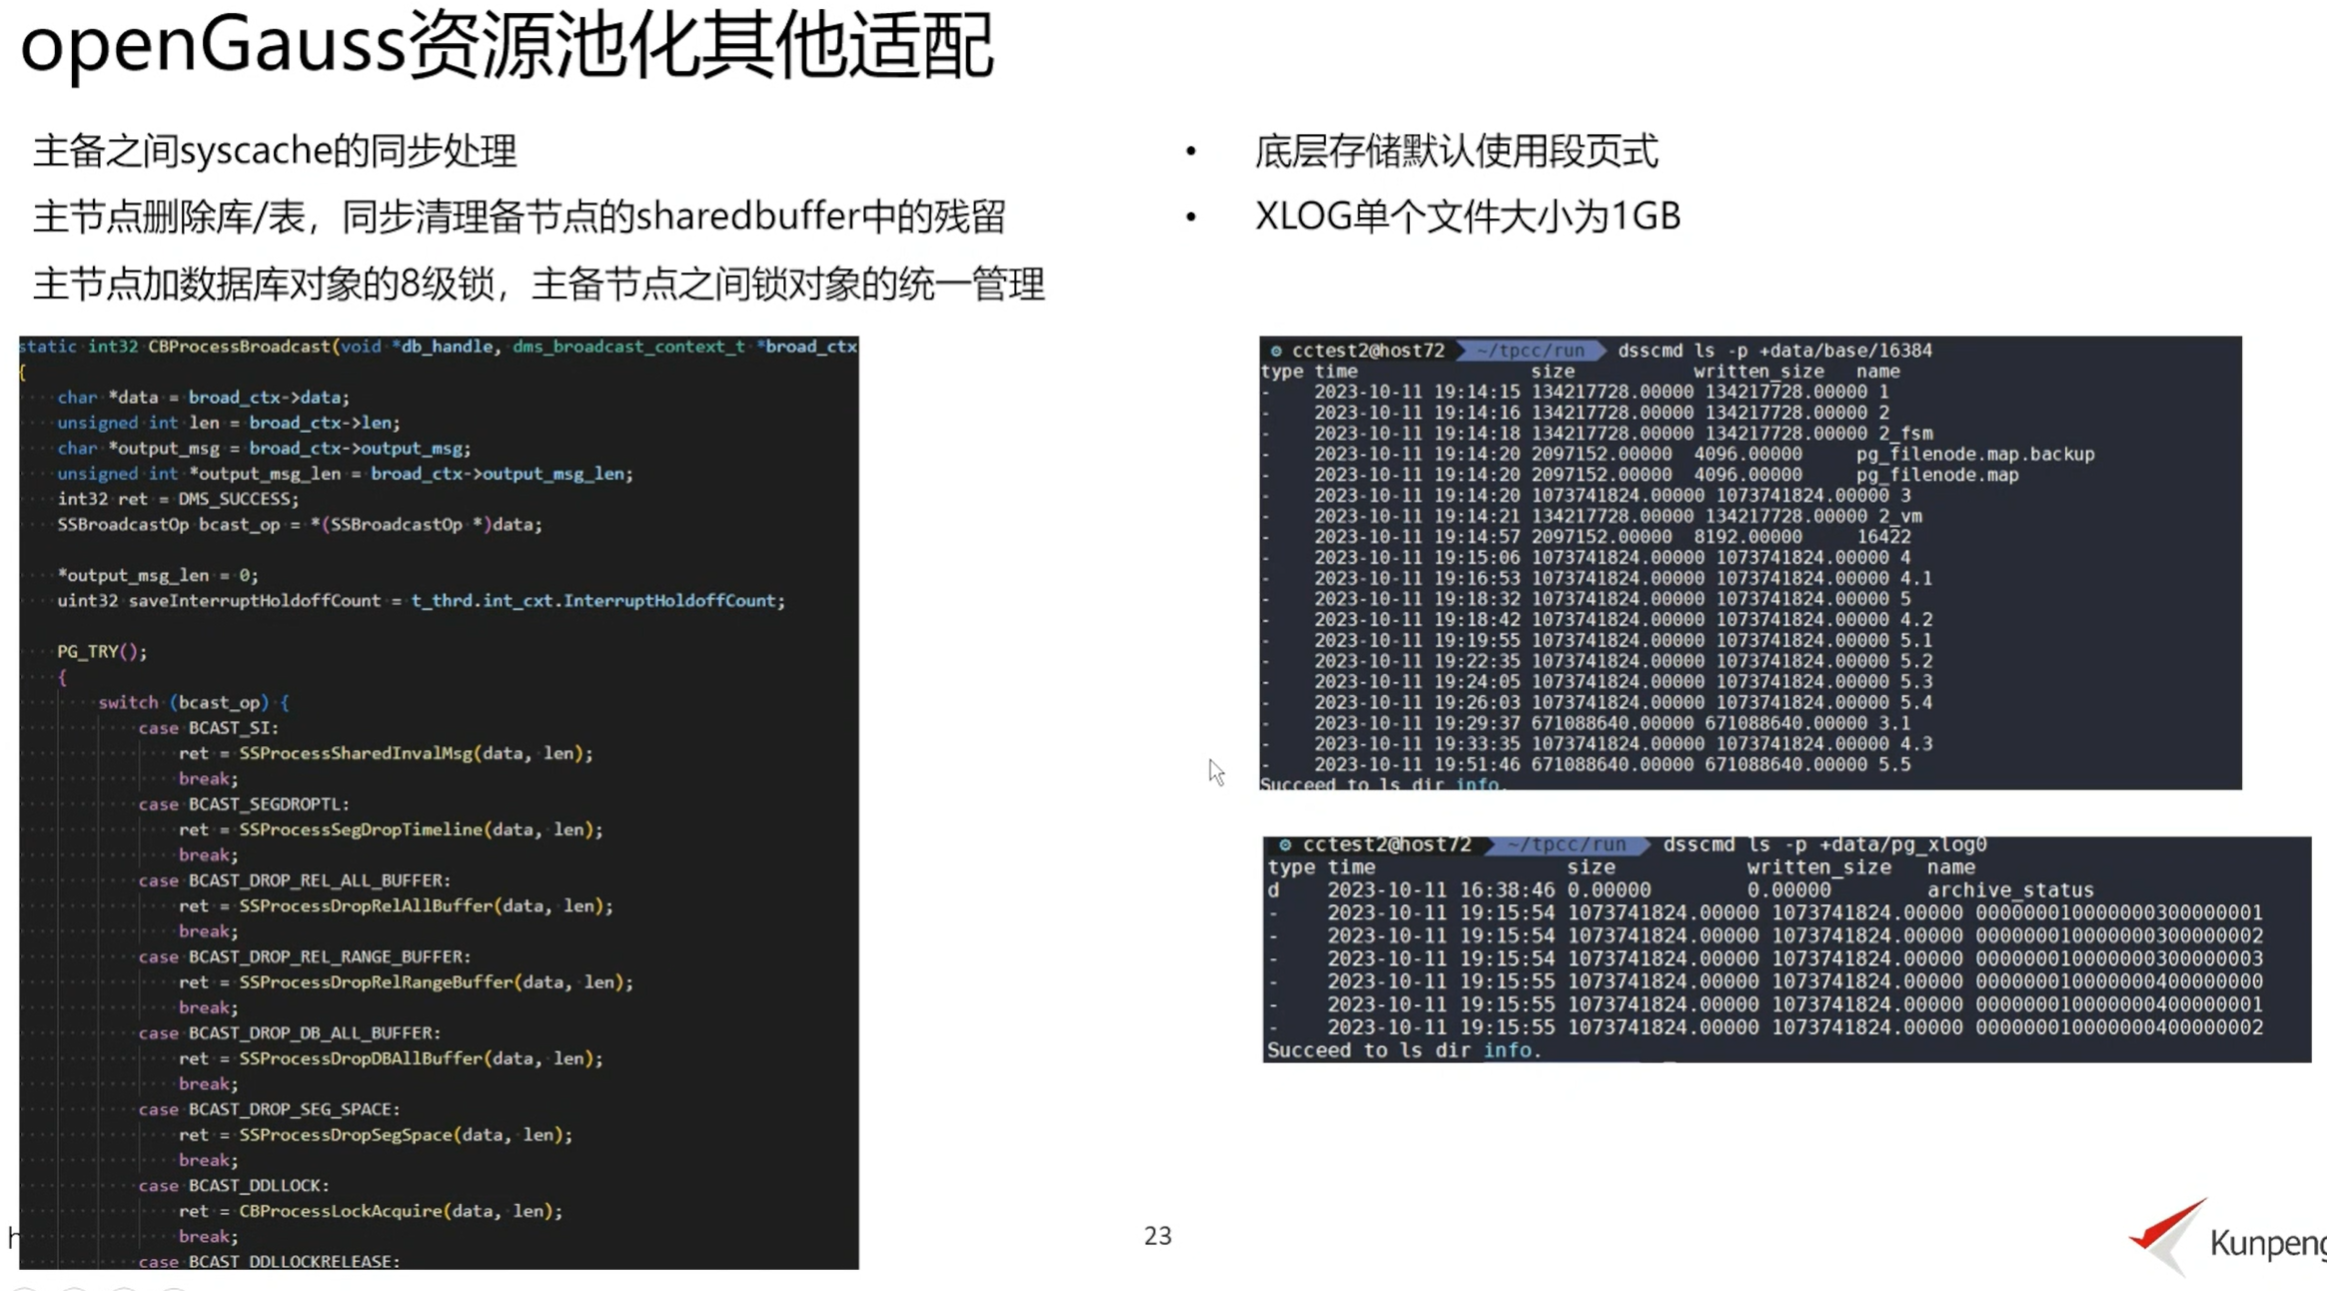 openGauss资源池化其他适配
主备之间syscache的同步处理
主节点删除库/表，同步清理备节点的sharedbuffer中的残留
主节点加数据库对象的8级锁，主备节点之间锁对象的统一管理
static int32 CBProcessBroadcast(void *db_handle, dms_broadcast_context_t *broad_ctx
{
char *data = broad_ctx->data;
unsigned int len = broad_ctx->len;
char *output_msg = broad_ctx->output_msg;
unsigned int *output_msg_len = broad_ctx->output_msg_len;
int32 ret = DMS_SUCCESS;
SSBroadcastOp bcast_op = *(SSBroadcastOp *)data;
*output_msg_len = 0;
uint32 saveInterruptHoldoffCount = t_thrd.int_cxt.InterruptHoldoffCount;
PG_TRY();
{
switch (bcast_op) {
case BCAST_SI:
ret = SSProcessSharedInvalMsg(data, len);
break;
case BCAST_SEGDROPTL:
ret = SSProcessSegDropTimeline(data, len);
break;
case BCAST_DROP_REL_ALL_BUFFER:
ret = SSProcessDropRelAllBuffer(data, len);
break;
case BCAST_DROP_REL_RANGE_BUFFER:
ret = SSProcessDropRelRangeBuffer(data, len);
break;
case BCAST_DROP_DB_ALL_BUFFER:
ret = SSProcessDropDBAllBuffer(data, len);
break;
case BCAST_DROP_SEG_SPACE:
ret = SSProcessDropSegSpace(data, len);
break;
case BCAST_DDLLOCK:
ret = CBProcessLockAcquire(data, len);
break;
case BCAST_DDLLOCKRELEASE:
• 底层存储默认使用段页式
• XLOG单个文件大小为1GB
cctest2@host72 ~/tpcc/run dsscmd ls -p +data/base/16384
type time size written_size name
- 2023-10-11 19:14:15 134217728.00000 134217728.00000 1
- 2023-10-11 19:14:16 134217728.00000 134217728.00000 2
- 2023-10-11 19:14:18 134217728.00000 134217728.00000 2_fsm
- 2023-10-11 19:14:20 2097152.00000 4096.00000 pg_filenode.map.backup
- 2023-10-11 19:14:20 2097152.00000 4096.00000 pg_filenode.map
- 2023-10-11 19:14:20 1073741824.00000 1073741824.00000 3
- 2023-10-11 19:14:21 134217728.00000 134217728.00000 2_vm
- 2023-10-11 19:14:57 2097152.00000 8192.00000 16422
- 2023-10-11 19:15:06 1073741824.00000 1073741824.00000 4
- 2023-10-11 19:16:53 1073741824.00000 1073741824.00000 4.1
- 2023-10-11 19:18:32 1073741824.00000 1073741824.00000 5
- 2023-10-11 19:18:42 1073741824.00000 1073741824.00000 4.2
- 2023-10-11 19:19:55 1073741824.00000 1073741824.00000 5.1
- 2023-10-11 19:22:35 1073741824.00000 1073741824.00000 5.2
- 2023-10-11 19:24:05 1073741824.00000 1073741824.00000 5.3
- 2023-10-11 19:26:03 1073741824.00000 1073741824.00000 5.4
- 2023-10-11 19:29:37 671088640.00000 671088640.00000 3.1
- 2023-10-11 19:33:35 1073741824.00000 1073741824.00000 4.3
- 2023-10-11 19:51:46 671088640.00000 671088640.00000 5.5
Succeed to ls dir info.
cctest2@host72 ~/tpcc/run dsscmd ls -p +data/pg_xlog0
type time size written_size name
d 2023-10-11 16:38:46 0.00000 0.00000 archive_status
- 2023-10-11 19:15:54 1073741824.00000 1073741824.00000 000000010000000300000001
- 2023-10-11 19:15:54 1073741824.00000 1073741824.00000 000000010000000300000002
- 2023-10-11 19:15:54 1073741824.00000 1073741824.00000 000000010000000300000003
- 2023-10-11 19:15:55 1073741824.00000 1073741824.00000 000000010000000400000000
- 2023-10-11 19:15:55 1073741824.00000 1073741824.00000 000000010000000400000001
- 2023-10-11 19:15:55 1073741824.00000 1073741824.00000 000000010000000400000002
Succeed to ls dir info.
h
23
Kunpeng